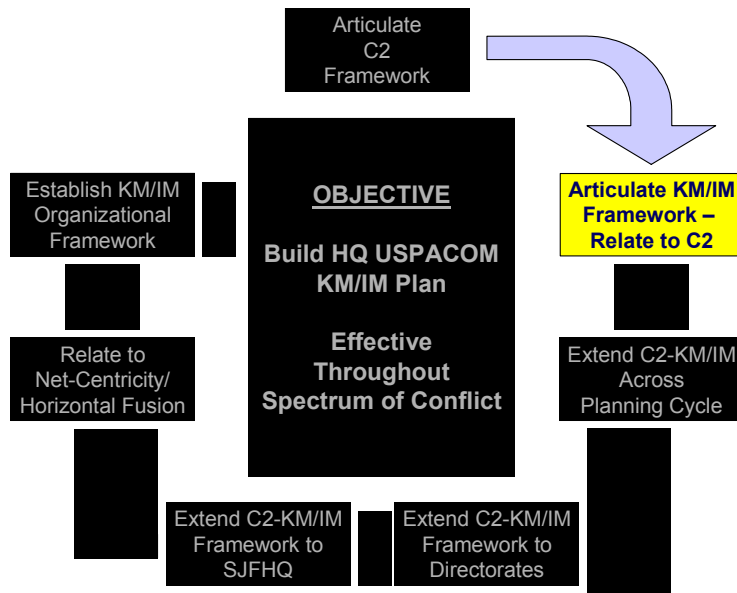 Articulate
C2
Framework
Articulate KM/IM
Framework –
Relate to C2
Extend C2-KM/IM
Across
Planning Cycle
Extend C2-KM/IM
Framework to
Directorates
Extend C2-KM/IM
Framework to
SJFHQ
Relate to
Net-Centricity/
Horizontal Fusion
Establish KM/IM
Organizational
Framework
OBJECTIVE
Build HQ USPACOM
KM/IM Plan
Effective
Throughout
Spectrum of Conflict